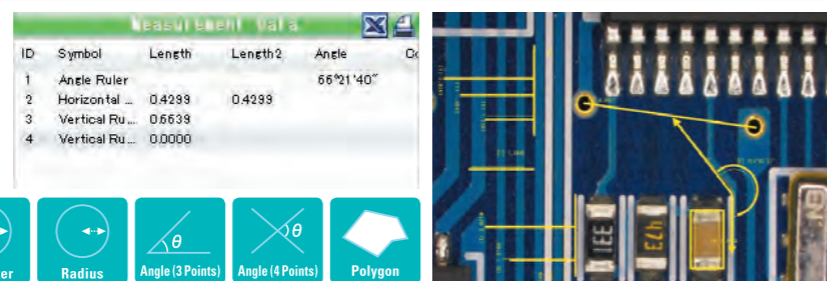 Measurement Data
ID Symbol Length Length2 Angle Co
1 Angle Ruler 66°21'40"
2 Horizontal ... 0.4299 0.4299
3 Vertical Ru... 0.6639
4 Vertical Ru... 0.0000
er
Radius
θ
Angle (3 Points)
θ
Angle (4 Points)
Polygon
1EE
473